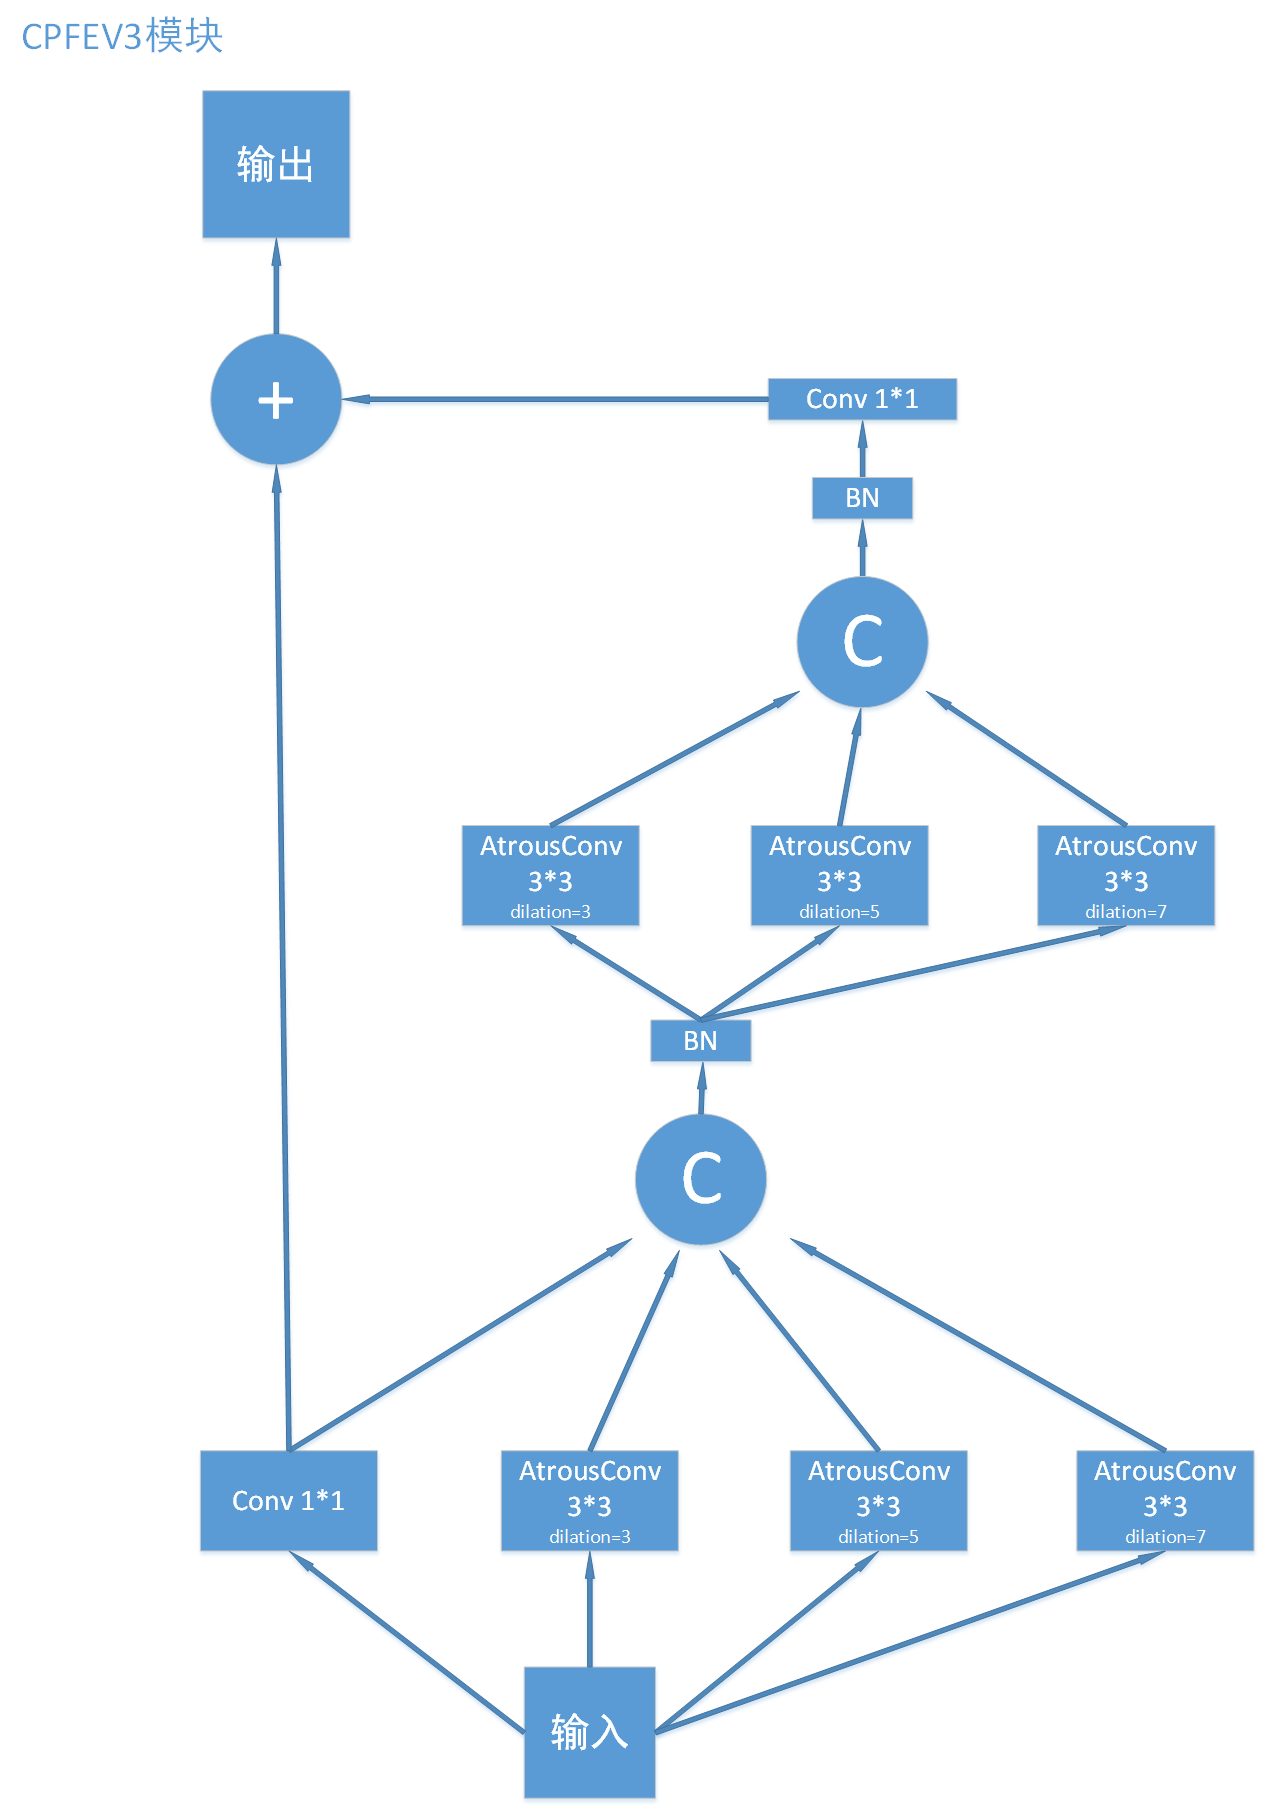 CPFEV3模块
输出
+
Conv 1*1
BN
C
AtrousConv
3*3
dilation=3
AtrousConv
3*3
dilation=5
AtrousConv
3*3
dilation=7
BN
C
Conv 1*1
AtrousConv
3*3
dilation=3
AtrousConv
3*3
dilation=5
AtrousConv
3*3
dilation=7
输入